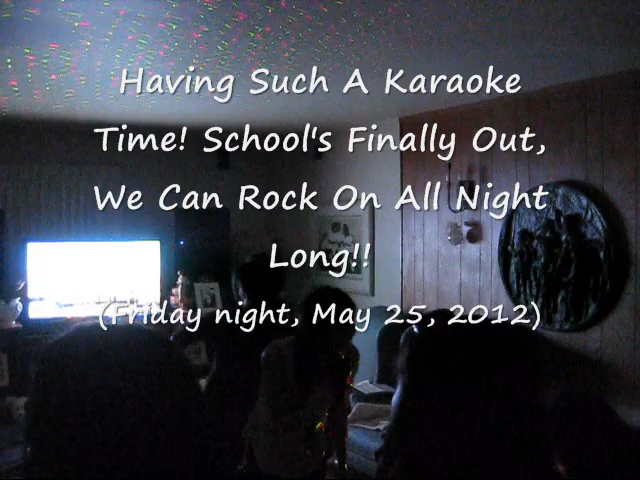 Having Such A Karaoke
Time! School's Finally Out,
We Can Rock On All Night
Long!!
(Friday night, May 25, 2012)